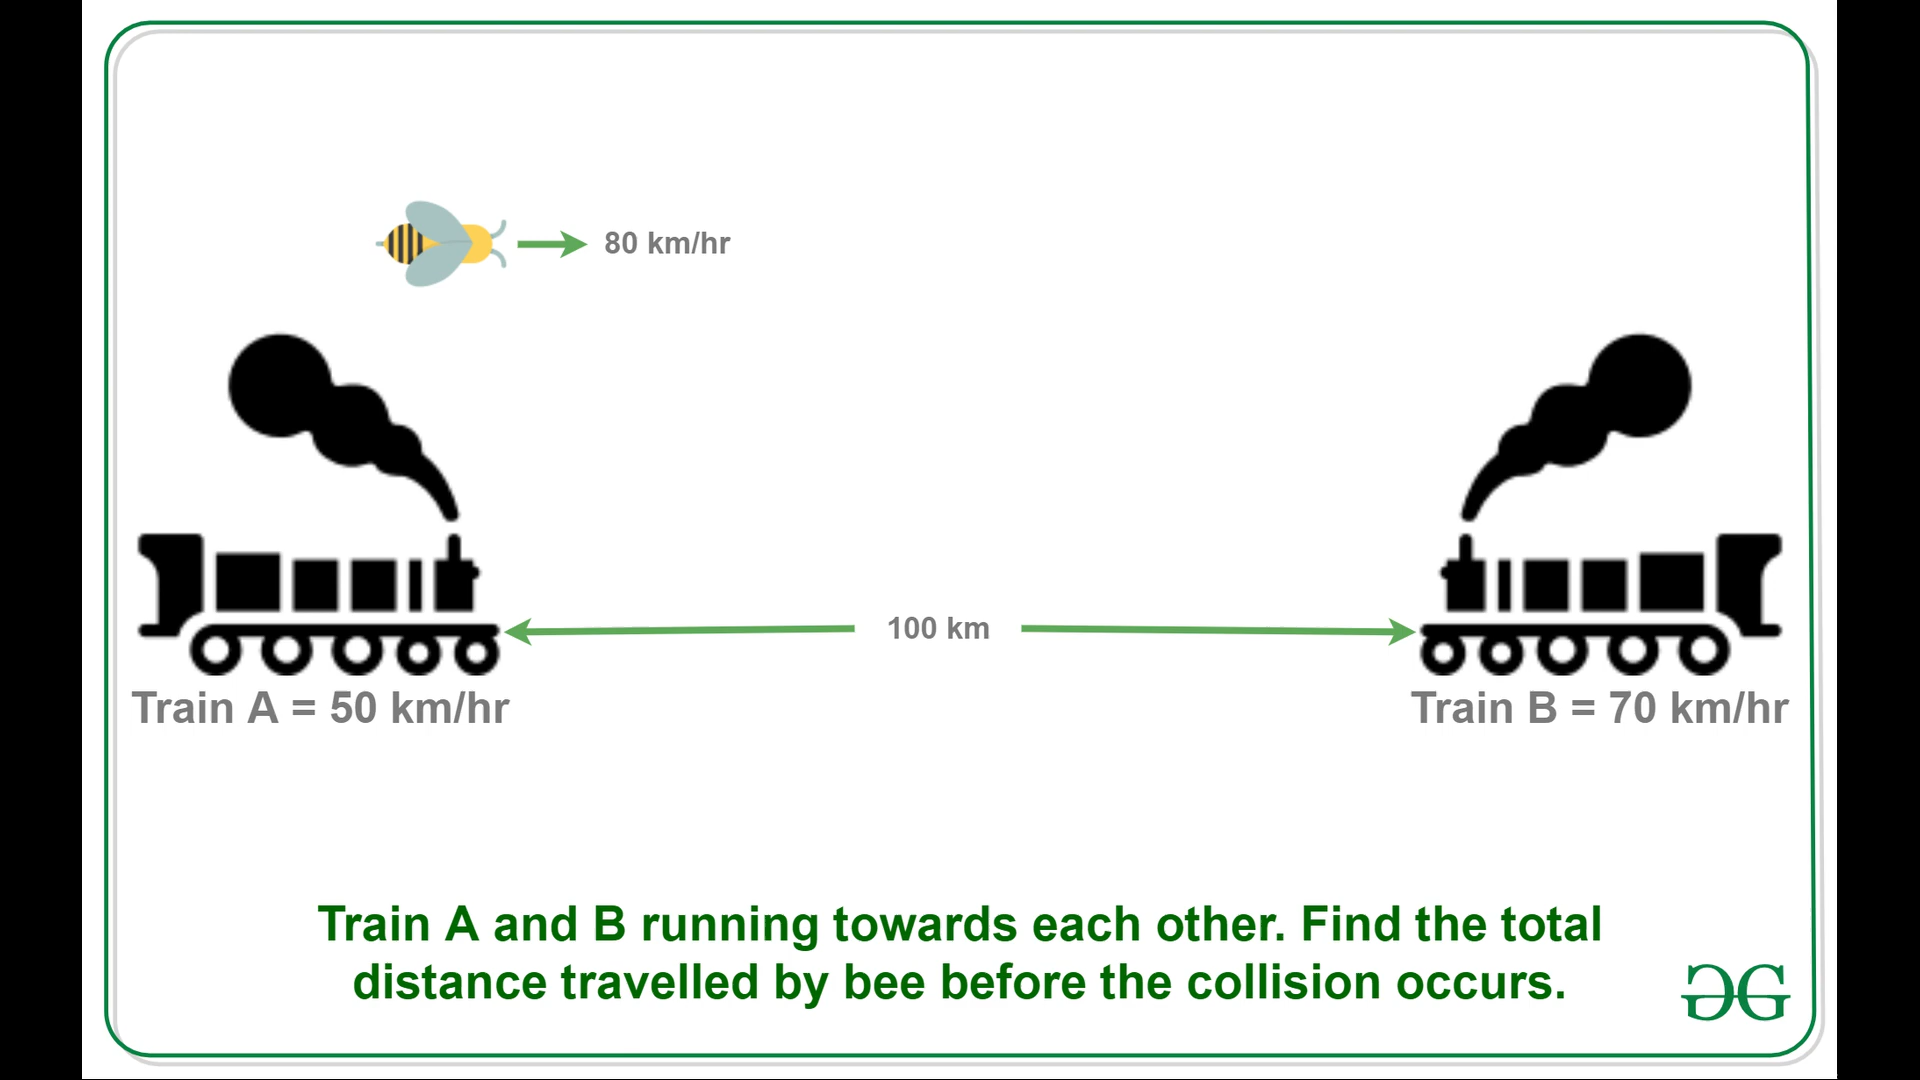 80 km/hr
100 km
Train A = 50 km/hr
Train B = 70 km/hr
Train A and B running towards each other. Find the total
distance travelled by bee before the collision occurs.